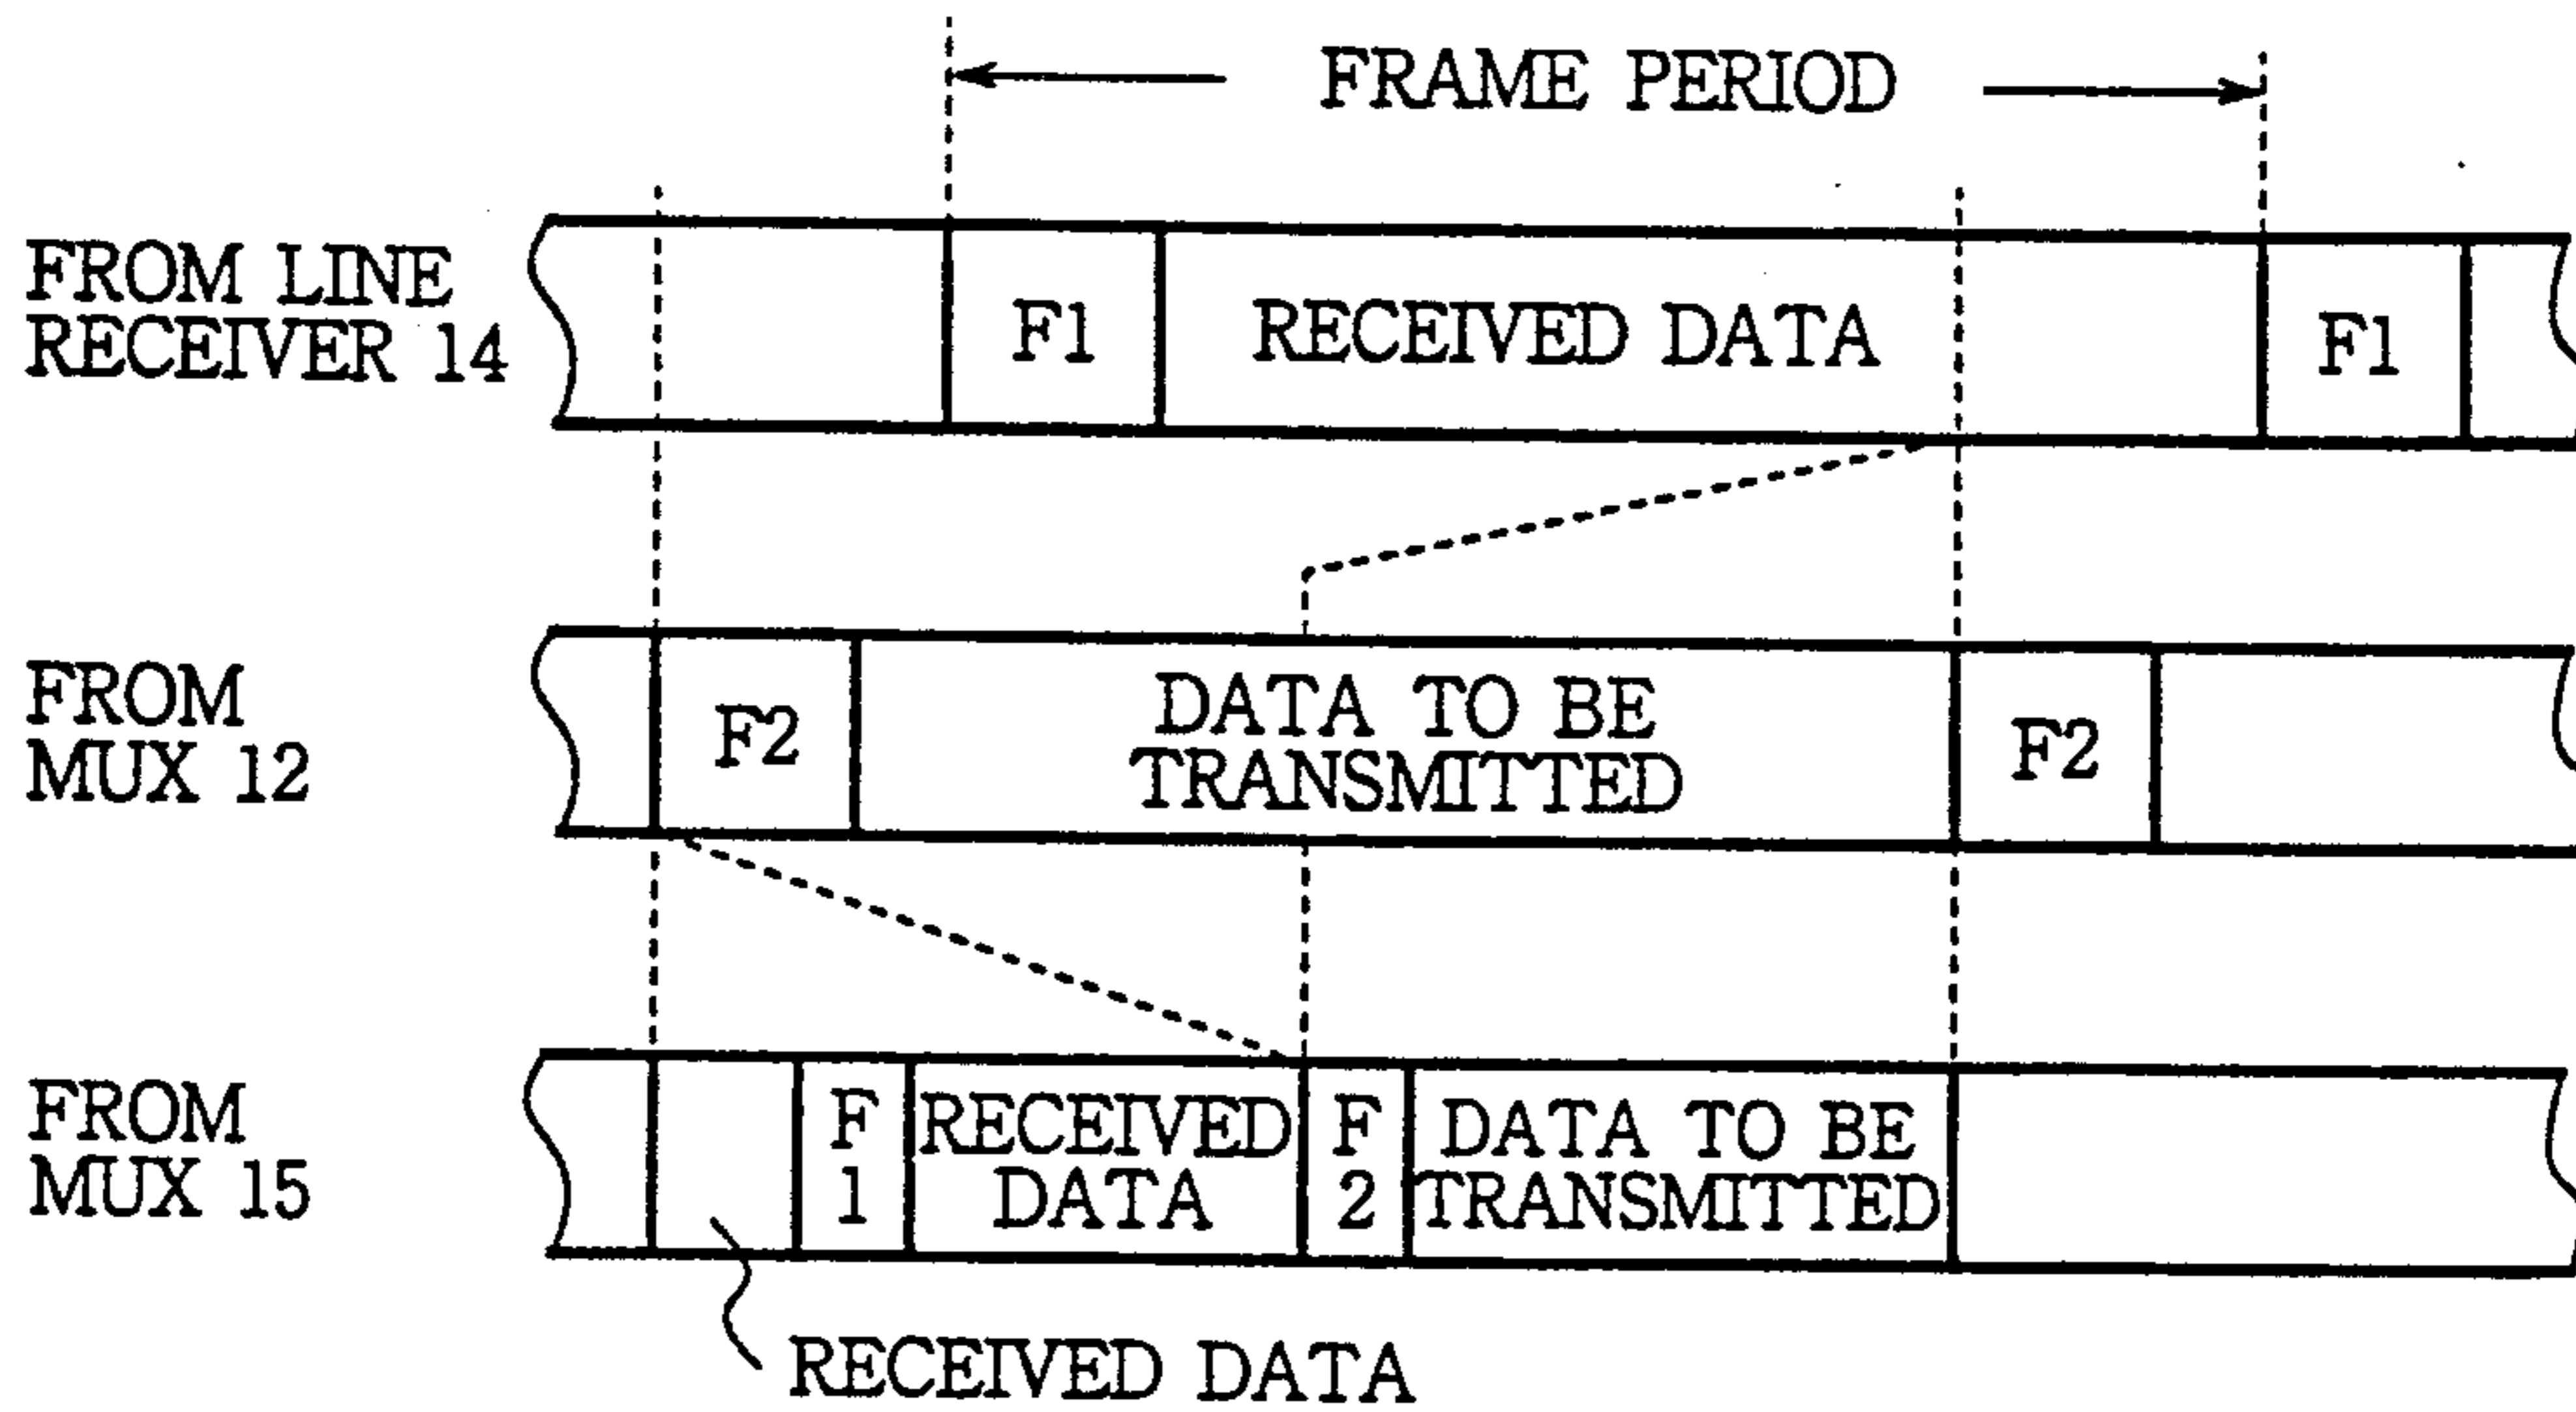 FRAME PERIOD
FROM LINE
RECEIVER 14
F1
RECEIVED DATA
F1
FROM
MUX 12
F2
DATA TO BE
TRANSMITTED
F2
FROM
MUX 15
F
1
RECEIVED
DATA
F
2
DATA TO BE
TRANSMITTED
RECEIVED DATA